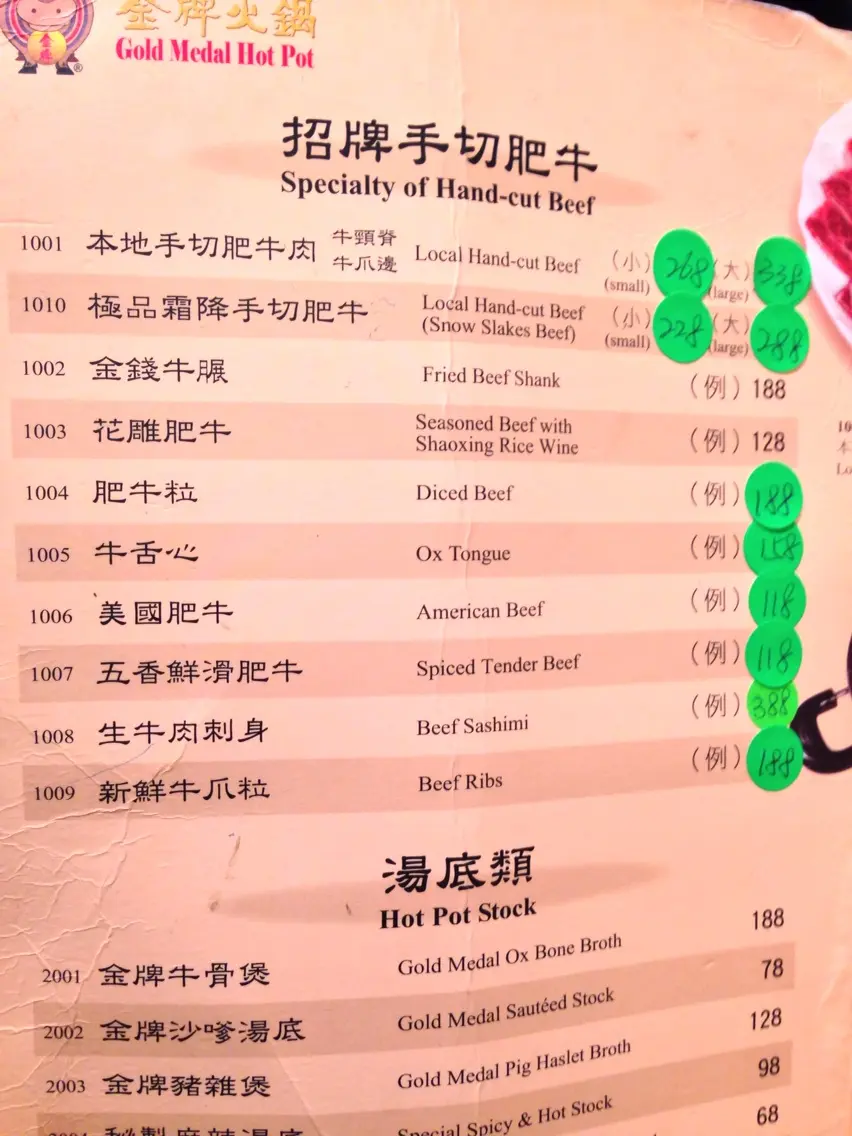 金牌火鍋
Gold Medal Hot Pot
招牌手切肥牛
Specialty of Hand-cut Beef
1001 本地手切肥牛肉 牛頸脊 牛爪邊 Local Hand-cut Beef (小) (small) 268 (大) (large) 338
1010 極品霜降手切肥牛 Local Hand-cut Beef (Snow Slakes Beef) (小) (small) 228 (大) (large) 288
1002 金錢牛𦟌 Fried Beef Shank (例) 188
1003 花雕肥牛 Seasoned Beef with Shaoxing Rice Wine (例) 128
1004 肥牛粒 Diced Beef (例) 188
1005 牛舌心 Ox Tongue (例) 158
1006 美國肥牛 American Beef (例) 118
1007 五香鮮滑肥牛 Spiced Tender Beef (例) 118
1008 生牛肉刺身 Beef Sashimi (例) 388
1009 新鮮牛爪粒 Beef Ribs (例) 188
湯底類
Hot Pot Stock
2001 金牌牛骨煲 Gold Medal Ox Bone Broth 188
2002 金牌沙嗲湯底 Gold Medal Sautéed Stock 78
2003 金牌豬雜煲 Gold Medal Pig Haslet Broth 128
秘製麻辣湯底 Special Spicy & Hot Stock 98
68